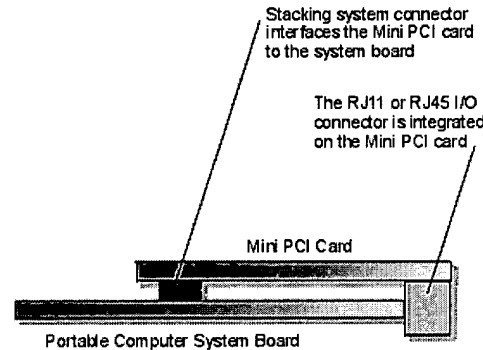 Stacking system connector
interfaces the Mini PCI card
to the system board
The RJ11 or RJ45 I/O
connector is integrated
on the Mini PCI card
Mini PCI Card
Portable Computer System Board